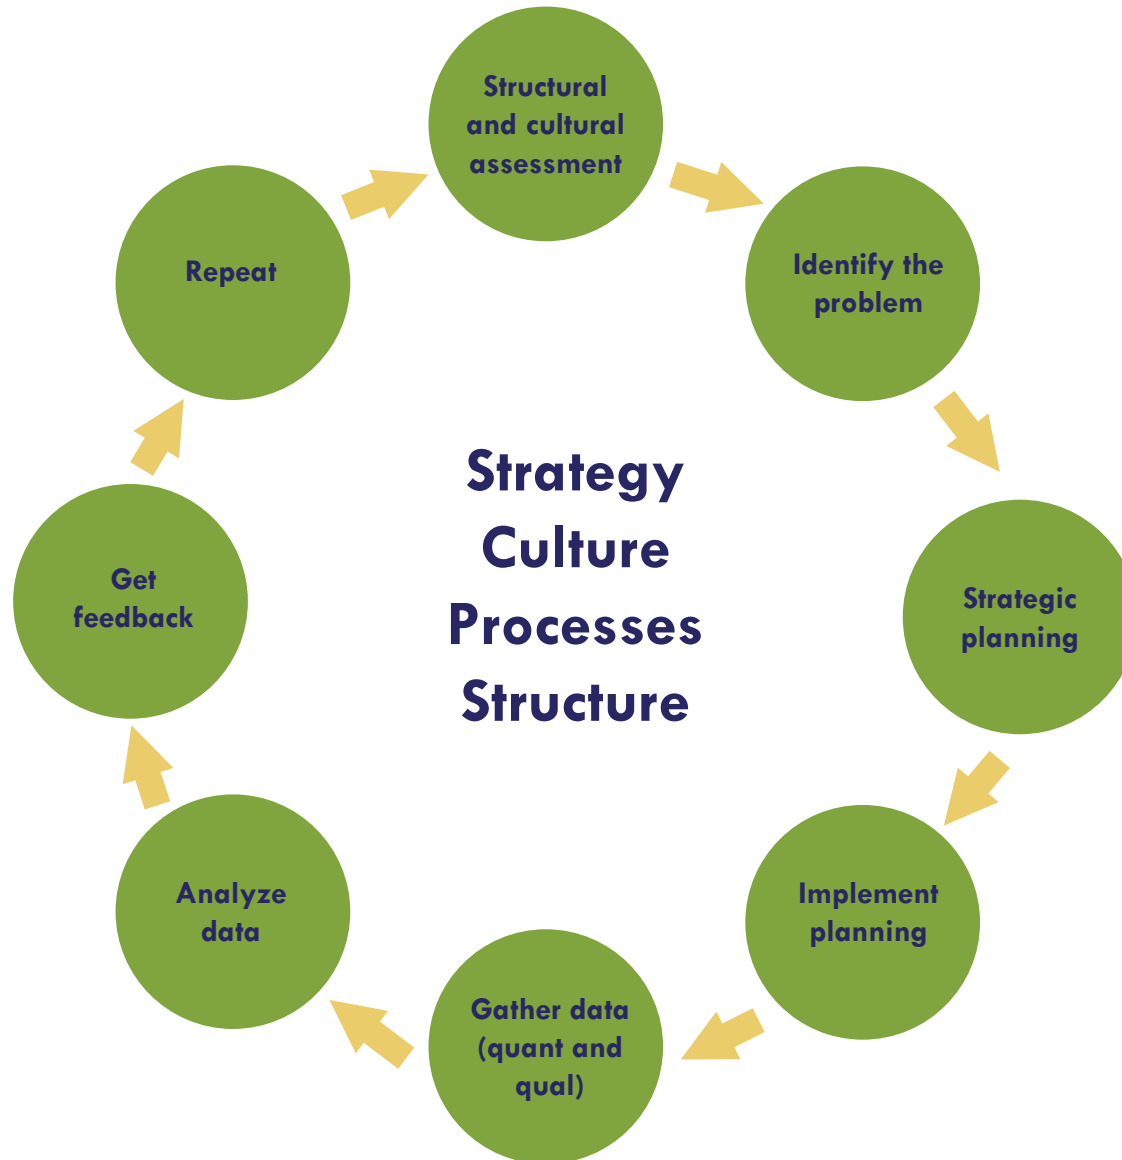 Structural
and cultural
assessment
Identify the
problem
Strategic
planning
Implement
planning
Gather data
(quant and
qual)
Analyze
data
Get
feedback
Repeat
Strategy
Culture
Processes
Structure